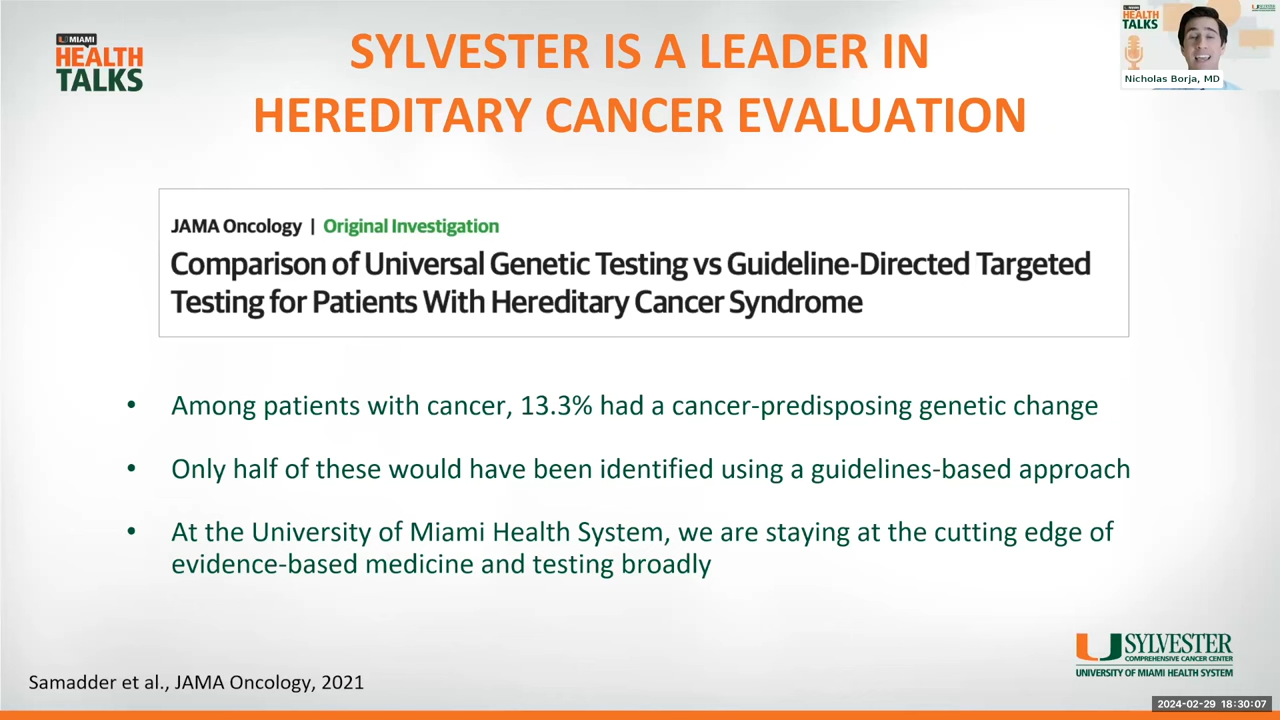 MIAMI
HEALTH
TALKS
SYLVESTER IS A LEADER IN
HEREDITARY CANCER EVALUATION
HEALTH
TALKS
Nicholas Borja, MD
JAMA Oncology | Original Investigation
Comparison of Universal Genetic Testing vs Guideline-Directed Targeted
Testing for Patients With Hereditary Cancer Syndrome
• Among patients with cancer, 13.3% had a cancer-predisposing genetic change
• Only half of these would have been identified using a guidelines-based approach
• At the University of Miami Health System, we are staying at the cutting edge of
evidence-based medicine and testing broadly
SYLVESTER
COMPREHENSIVE CANCER CENTER
UNIVERSITY OF MIAMI HEALTH SYSTEM
Samadder et al., JAMA Oncology, 2021
2024-02-29 18:30:07